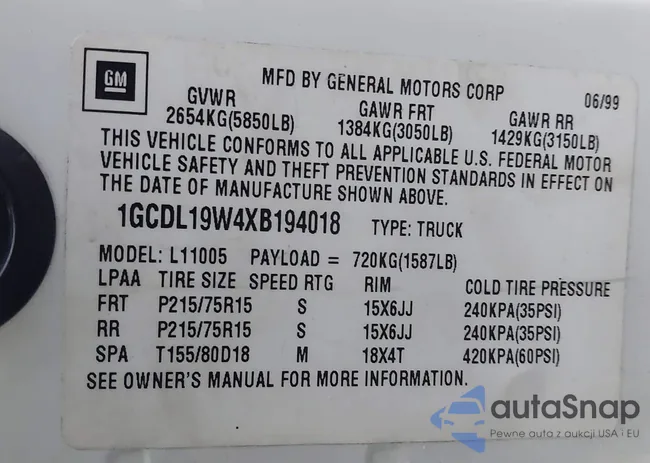 GM
MFD BY GENERAL MOTORS CORP 06/99
GVWR GAWR FRT GAWR RR
2654KG(5850LB) 1384KG(3050LB) 1429KG(3150LB)
THIS VEHICLE CONFORMS TO ALL APPLICABLE U.S. FEDERAL MOTOR
VEHICLE SAFETY AND THEFT PREVENTION STANDARDS IN EFFECT ON
THE DATE OF MANUFACTURE SHOWN ABOVE.
1GCDL19W4XB194018 TYPE: TRUCK
MODEL: L11005 PAYLOAD = 720KG(1587LB)
LPAA TIRE SIZE SPEED RTG RIM COLD TIRE PRESSURE
FRT P215/75R15 S 15X6JJ 240KPA(35PSI)
RR P215/75R15 S 15X6JJ 240KPA(35PSI)
SPA T155/80D18 M 18X4T 420KPA(60PSI)
SEE OWNER'S MANUAL FOR MORE INFORMATION.
autaSnap
Pewne auta z aukcji USA i EU